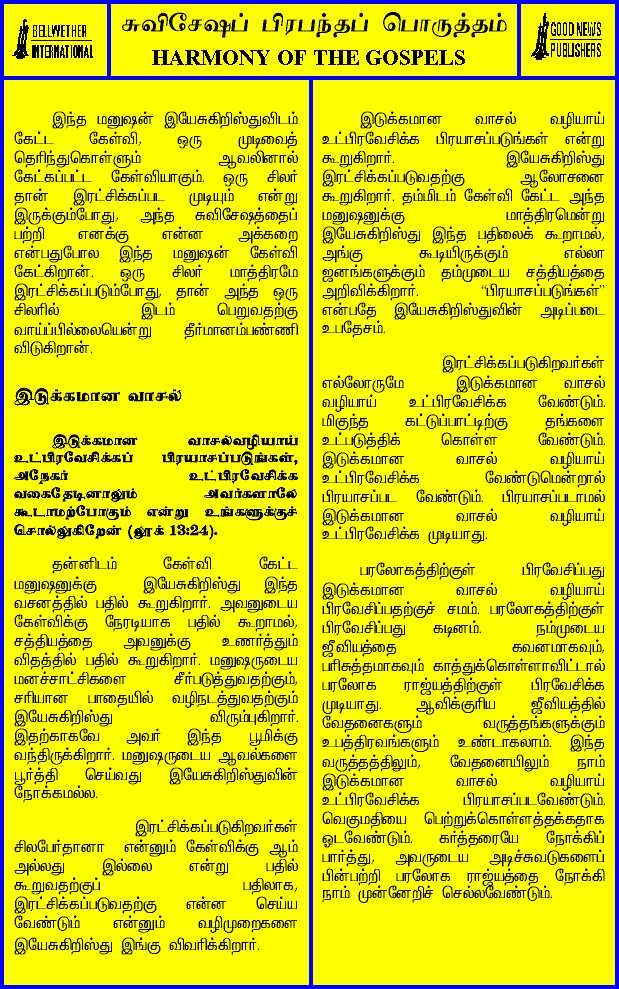 BELLWETHER
INTERNATIONAL
சுவிசேஷப் பிரபந்தப் பொருத்தம்
HARMONY OF THE GOSPELS
GOOD NEWS
PUBLISHERS
இந்த மனுஷன் இயேசுகிறிஸ்துவிடம்
கேட்ட கேள்வி, ஒரு முடிவைத்
தெரிந்துகொள்ளும் ஆவலினால்
கேட்கப்பட்ட கேள்வியாகும். ஒரு சிலர்
தான் இரட்சிக்கப்பட முடியும் என்று
இருக்கும்போது, அந்த சுவிசேஷத்தைப்
பற்றி எனக்கு என்ன அக்கறை
என்பதுபோல இந்த மனுஷன் கேள்வி
கேட்கிறான். ஒரு சிலர் மாத்திரமே
இரட்சிக்கப்படும்போது, தான் அந்த ஒரு
சிலரில் இடம் பெறுவதற்கு
வாய்ப்பில்லையென்று தீர்மானம்பண்ணி
விடுகிறான்.
இடுக்கமான வாசல்
இடுக்கமான வாசல்வழியாய்
உட்பிரவேசிக்கப் பிரயாசப்படுங்கள்,
அநேகர் உட்பிரவேசிக்க
வகைதேடினாலும் அவர்களாலே
கூடாமற்போகும் என்று உங்களுக்குச்
சொல்லுகிறேன் (லூக் 13:24).
தன்னிடம் கேள்வி கேட்ட
மனுஷனுக்கு இயேசுகிறிஸ்து இந்த
வசனத்தில் பதில் கூறுகிறார். அவனுடைய
கேள்விக்கு நேரடியாக பதில் கூறாமல்,
சத்தியத்தை அவனுக்கு உணர்த்தும்
விதத்தில் பதில் கூறுகிறார். மனுஷருடைய
மனச்சாட்சிகளை சீர்படுத்துவதற்கும்,
சரியான பாதையில் வழிநடத்துவதற்கும்
இயேசுகிறிஸ்து விரும்புகிறார்.
இதற்காகவே அவர் இந்த பூமிக்கு
வந்திருக்கிறார். மனுஷருடைய ஆவல்களை
பூர்த்தி செய்வது இயேசுகிறிஸ்துவின்
நோக்கமல்ல.
இரட்சிக்கப்படுகிறவர்கள்
சிலபேர்தானா என்னும் கேள்விக்கு ஆம்
அல்லது இல்லை என்று பதில்
கூறுவதற்குப் பதிலாக,
இரட்சிக்கப்படுவதற்கு என்ன செய்ய
வேண்டும் என்னும் வழிமுறைகளை
இயேசுகிறிஸ்து இங்கு விவரிக்கிறார்.
இடுக்கமான வாசல் வழியாய்
உட்பிரவேசிக்க பிரயாசப்படுங்கள் என்று
கூறுகிறார். இயேசுகிறிஸ்து
இரட்சிக்கப்படுவதற்கு ஆலோசனை
கூறுகிறார். தம்மிடம் கேள்வி கேட்ட அந்த
மனுஷனுக்கு மாத்திரமென்று
இயேசுகிறிஸ்து இந்த பதிலைக் கூறாமல்,
அங்கு கூடியிருக்கும் எல்லா
ஜனங்களுக்கும் தம்முடைய சத்தியத்தை
அறிவிக்கிறார். “பிரயாசப்படுங்கள்”
என்பதே இயேசுகிறிஸ்துவின் அடிப்படை
உபதேசம்.
இரட்சிக்கப்படுகிறவர்கள்
எல்லோருமே இடுக்கமான வாசல்
வழியாய் உட்பிரவேசிக்க வேண்டும்.
மிகுந்த கட்டுப்பாட்டிற்கு தங்களை
உட்படுத்திக் கொள்ள வேண்டும்.
இடுக்கமான வாசல் வழியாய்
உட்பிரவேசிக்க வேண்டுமென்றால்
பிரயாசப்பட வேண்டும். பிரயாசப்படாமல்
இடுக்கமான வாசல் வழியாய்
உட்பிரவேசிக்க முடியாது.
பரலோகத்திற்குள் பிரவேசிப்பது
இடுக்கமான வாசல் வழியாய்
பிரவேசிப்பதற்குச் சமம். பரலோகத்திற்குள்
பிரவேசிப்பது கடினம். நம்முடைய
ஜீவியத்தை கவனமாகவும்,
பரிசுத்தமாகவும் காத்துக்கொள்ளாவிட்டால்
பரலோக ராஜ்யத்திற்குள் பிரவேசிக்க
முடியாது. ஆவிக்குரிய ஜீவியத்தில்
வேதனைகளும் வருத்தங்களுக்கும்
உபத்திரவங்களும் உண்டாகலாம். இந்த
வருத்தத்திலும், வேதனையிலும் நாம்
இடுக்கமான வாசல் வழியாய்
உட்பிரவேசிக்க பிரயாசப்படவேண்டும்.
வெகுமதியை பெற்றுக்கொள்ளத்தக்கதாக
ஓடவேண்டும். கர்த்தரையே நோக்கிப்
பார்த்து, அவருடைய அடிச்சுவடுகளைப்
பின்பற்றி பரலோக ராஜ்யத்தை நோக்கி
நாம் முன்னேறிச் செல்லவேண்டும்.